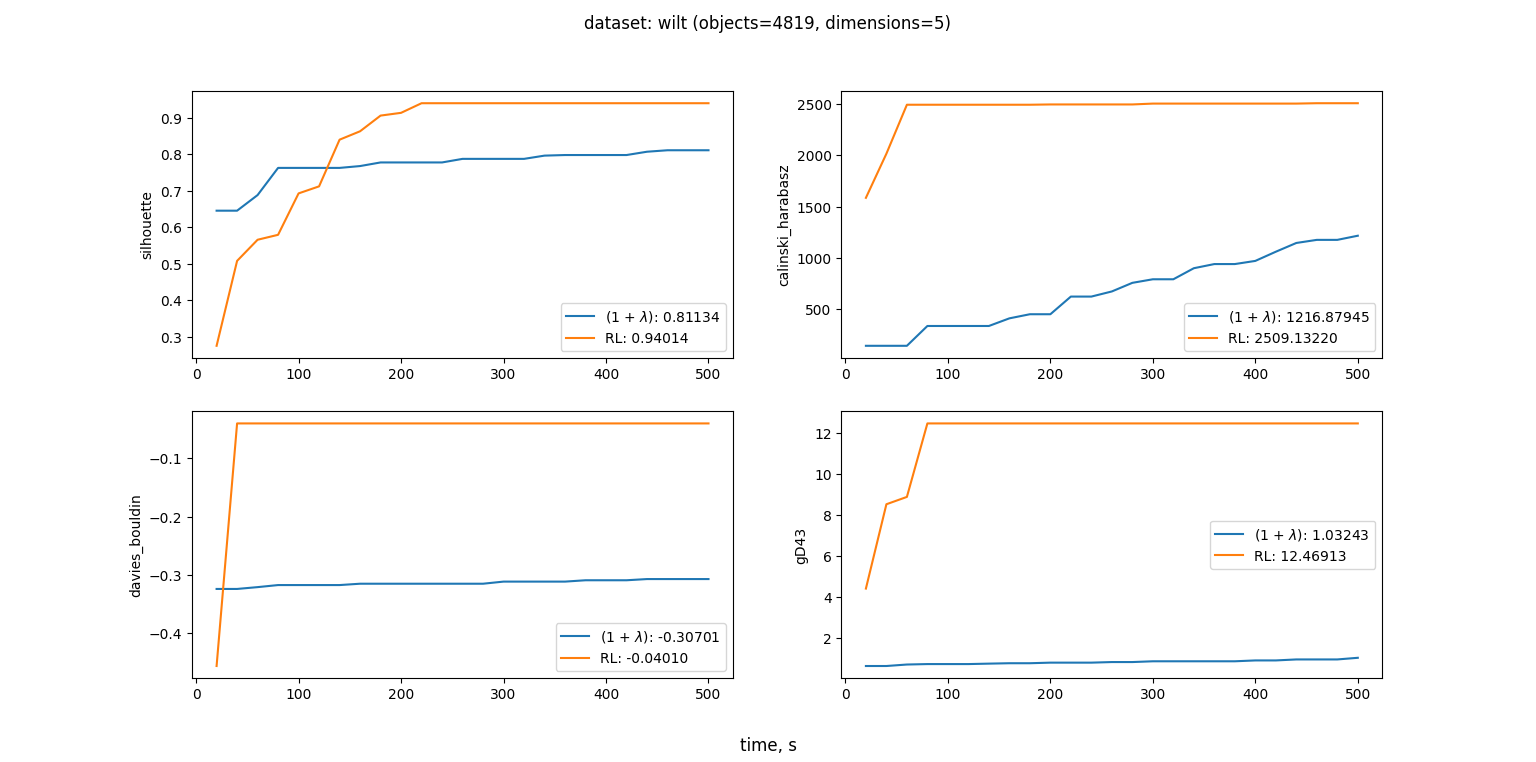 dataset: wilt (objects=4819, dimensions=5)
silhouette
0.9
0.8
0.7
0.6
0.5
0.4
0.3
0 100 200 300 400 500
(1 + λ): 0.81134
RL: 0.94014
calinski_harabasz
2500
2000
1500
1000
500
0 100 200 300 400 500
(1 + λ): 1216.87945
RL: 2509.13220
davies_bouldin
−0.1
−0.2
−0.3
−0.4
0 100 200 300 400 500
(1 + λ): -0.30701
RL: -0.04010
gD43
12
10
8
6
4
2
0 100 200 300 400 500
(1 + λ): 1.03243
RL: 12.46913
time, s